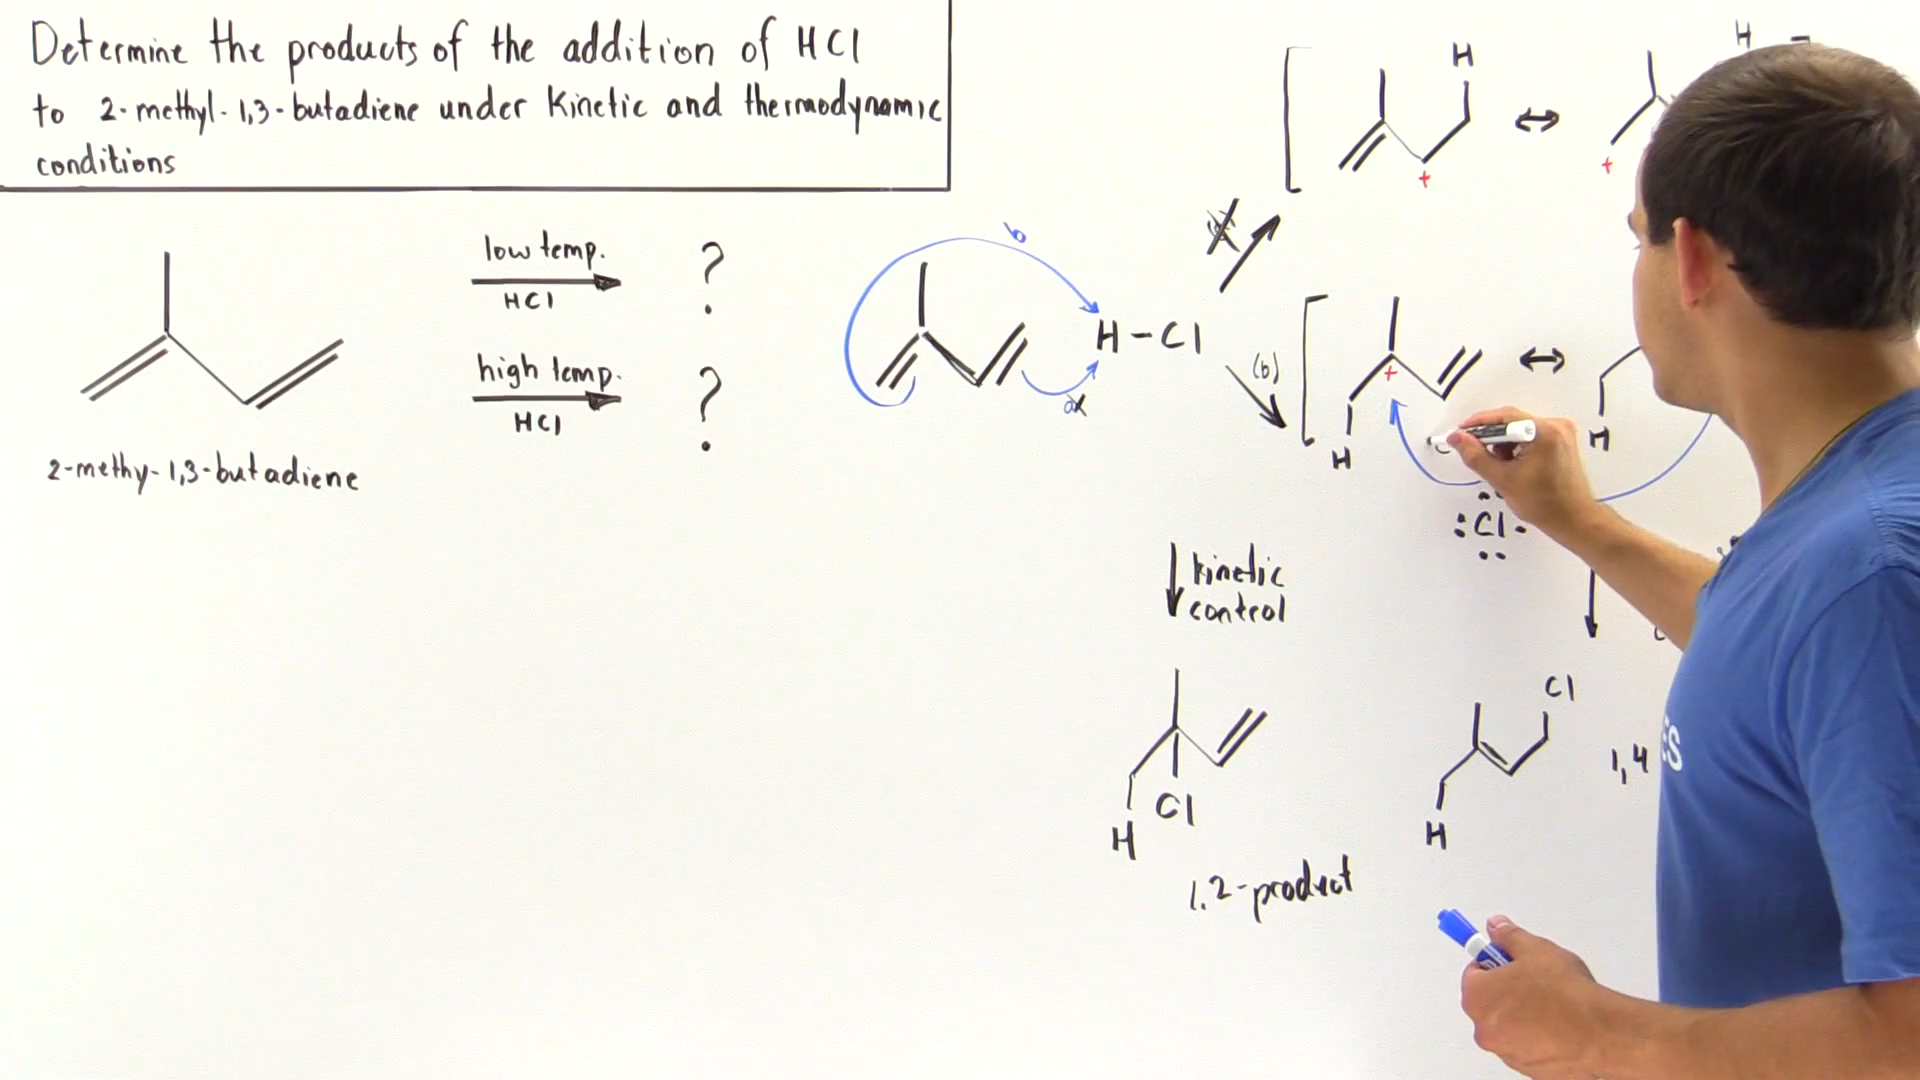 Determine the products of the addition of HCl
to 2-methyl-1,3-butadiene under Kinetic and thermodynamic
conditions
low temp.
HCl
?
high temp.
HCl
?
2-methy-1,3-butadiene
b
H-Cl
(b)
H
+
↔
H
+
H
+
↔
H
:Cl
kinetic
control
Cl
H
1,2-product
Cl
H
1,4
ES